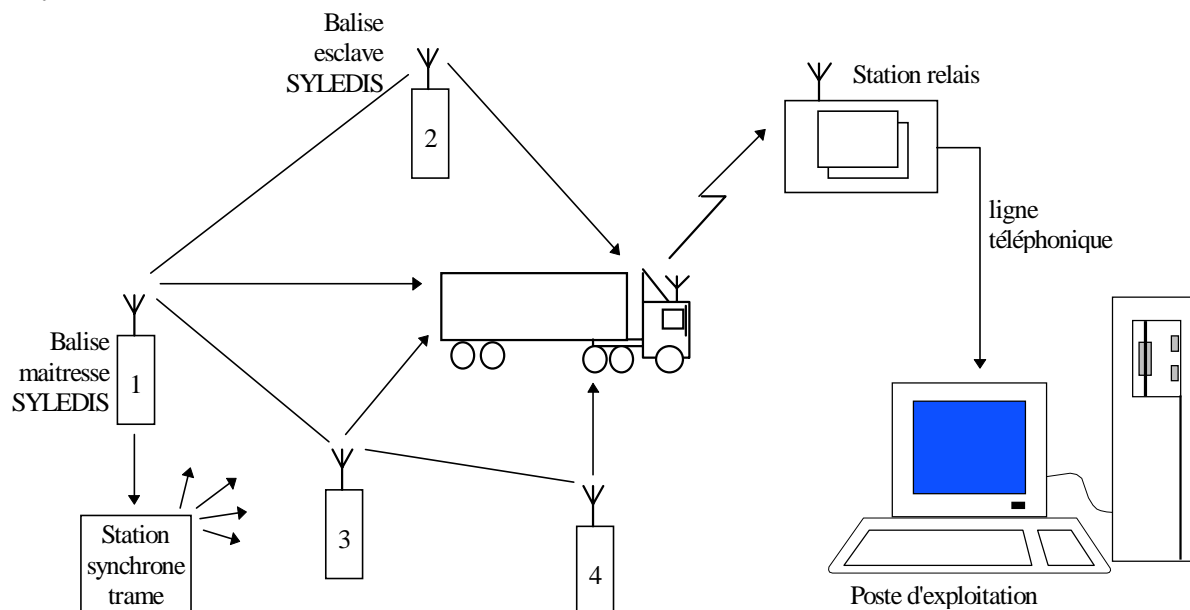 Balise
esclave
SYLEDIS
2
Station relais
ligne
téléphonique
Balise
maitresse
SYLEDIS
1
3
4
Station
synchrone
trame
Poste d'exploitation